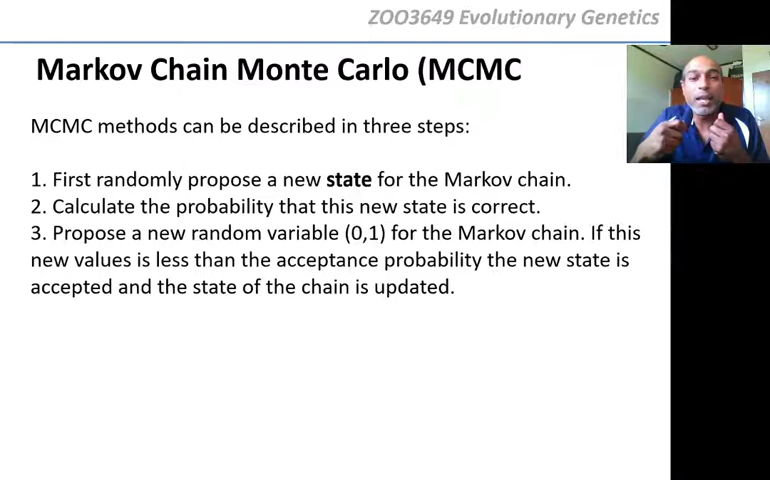 ZOO3649 Evolutionary Genetics
Markov Chain Monte Carlo (MCMC
MCMC methods can be described in three steps:
1. First randomly propose a new state for the Markov chain.
2. Calculate the probability that this new state is correct.
3. Propose a new random variable (0,1) for the Markov chain. If this
new values is less than the acceptance probability the new state is
accepted and the state of the chain is updated.